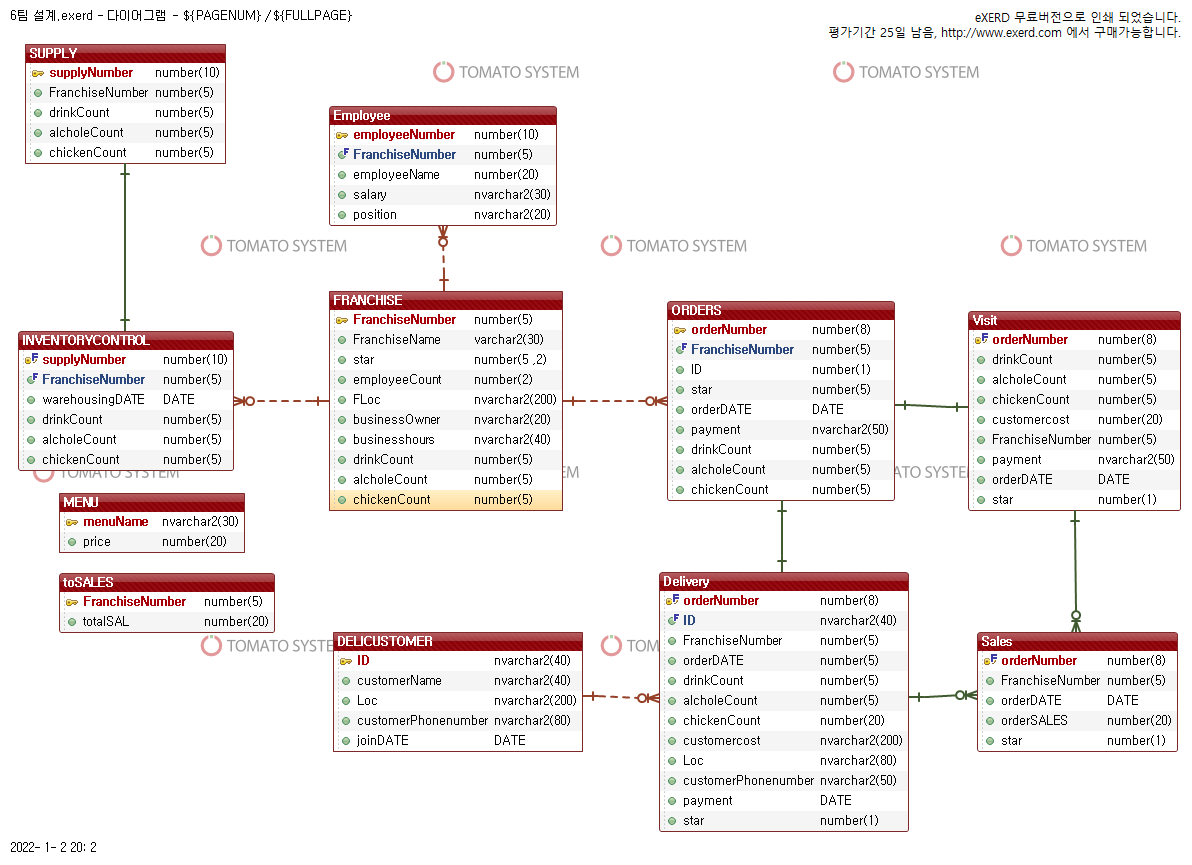 6팀 설계.exerd - 다이어그램 - ${PAGENUM} /${FULLPAGE}
eXERD 무료버전으로 인쇄 되었습니다.
평가기간 25일 남음, http://www.exerd.com 에서 구매가능합니다.
SUPPLY
supplyNumber number(10)
FranchiseNumber number(5)
drinkCount number(5)
alcholeCount number(5)
chickenCount number(5)
TOMATO SYSTEM
TOMATO SYSTEM
Employee
employeeNumber number(10)
FranchiseNumber number(5)
employeeName number(20)
salary nvarchar2(30)
position nvarchar2(20)
TOMATO SYSTEM
TOMATO SYSTEM
TOMATO SYSTEM
INVENTORYCONTROL
supplyNumber number(10)
FranchiseNumber number(5)
warehousingDATE DATE
drinkCount number(5)
alcholeCount number(5)
chickenCount number(5)
TOMATO SYSTEM
FRANCHISE
FranchiseNumber number(5)
FranchiseName varchar2(30)
star number(5 ,2)
employeeCount number(2)
FLoc nvarchar2(200)
businessOwner nvarchar2(20)
businesshours nvarchar2(40)
drinkCount number(5)
alcholeCount number(5)
chickenCount number(5)
ORDERS
orderNumber number(8)
FranchiseNumber number(5)
ID number(1)
star number(5)
orderDATE DATE
payment nvarchar2(50)
drinkCount number(5)
alcholeCount number(5)
chickenCount number(5)
Visit
orderNumber number(8)
drinkCount number(5)
alcholeCount number(5)
chickenCount number(5)
customercost number(20)
FranchiseNumber number(5)
payment nvarchar2(50)
orderDATE DATE
star number(1)
MENU
menuName nvarchar2(30)
price number(20)
toSALES
FranchiseNumber number(5)
totalSAL number(20)
TOMATO SYSTE
TOM
DELICUSTOMER
ID nvarchar2(40)
customerName nvarchar2(40)
Loc nvarchar2(200)
customerPhonenumber nvarchar2(80)
joinDATE DATE
Delivery
orderNumber number(8)
ID nvarchar2(40)
FranchiseNumber number(5)
orderDATE number(5)
drinkCount number(5)
alcholeCount number(5)
chickenCount number(20)
customercost nvarchar2(200)
Loc nvarchar2(80)
customerPhonenumber nvarchar2(50)
payment DATE
star number(1)
Sales
orderNumber number(8)
FranchiseNumber number(5)
orderDATE DATE
orderSALES number(20)
star number(1)
2022- 1- 2 20: 2